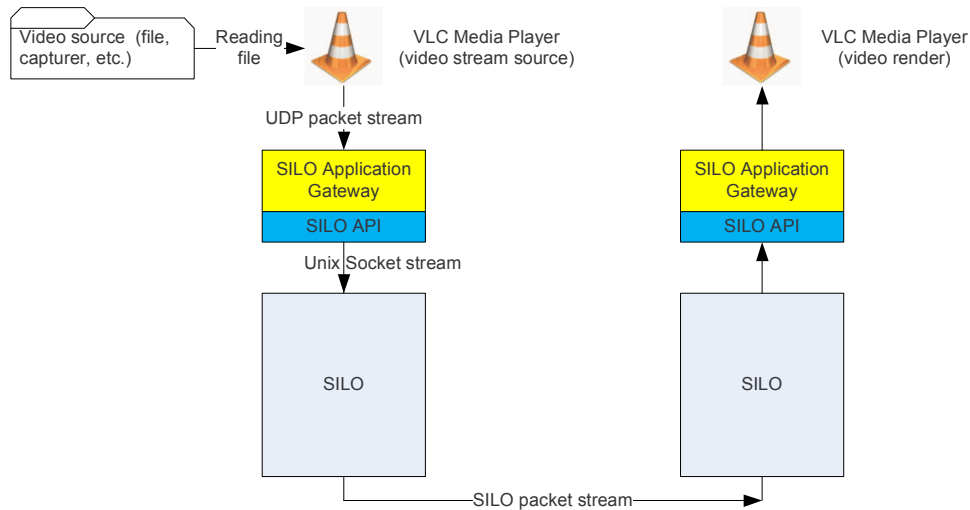 Video source (file,
capturer, etc.)
Reading
file
VLC Media Player
(video stream source)
UDP packet stream
SILO Application
Gateway
SILO API
Unix Socket stream
SILO
SILO packet stream
VLC Media Player
(video render)
SILO Application
Gateway
SILO API
SILO